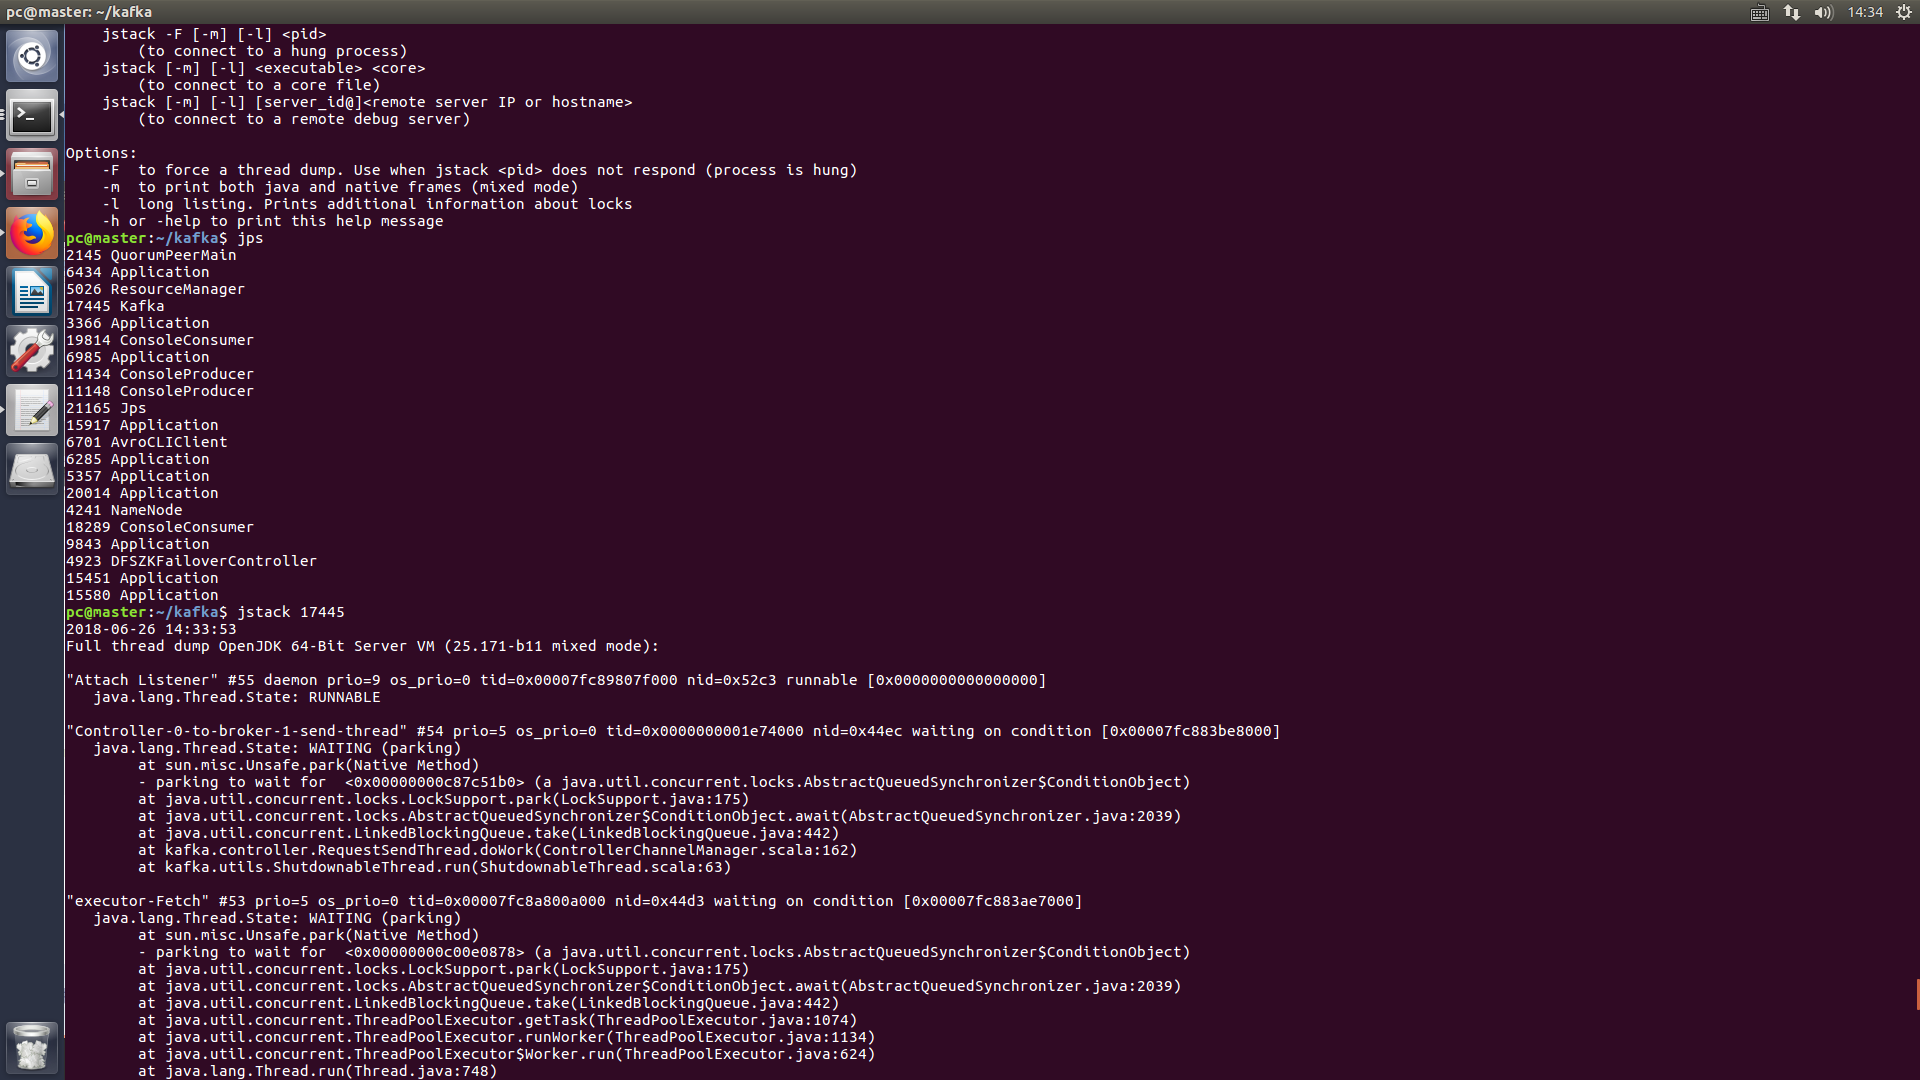 pc@master: ~/kafka
14:34
jstack -F [-m] [-l] <pid>
(to connect to a hung process)
jstack [-m] [-l] <executable> <core>
(to connect to a core file)
jstack [-m] [-l] [server_id@]<remote server IP or hostname>
(to connect to a remote debug server)
Options:
-F  to force a thread dump. Use when jstack <pid> does not respond (process is hung)
-m  to print both java and native frames (mixed mode)
-l  long listing. Prints additional information about locks
-h or -help to print this help message
pc@master:~/kafka$ jps
2145 QuorumPeerMain
6434 Application
5026 ResourceManager
17445 Kafka
3366 Application
19814 ConsoleConsumer
6985 Application
11434 ConsoleProducer
11148 ConsoleProducer
21165 Jps
15917 Application
6701 AvroCLIClient
6285 Application
5357 Application
20014 Application
4241 NameNode
18289 ConsoleConsumer
9843 Application
4923 DFSZKFailoverController
15451 Application
15580 Application
pc@master:~/kafka$ jstack 17445
2018-06-26 14:33:53
Full thread dump OpenJDK 64-Bit Server VM (25.171-b11 mixed mode):
"Attach Listener" #55 daemon prio=9 os_prio=0 tid=0x00007fc89807f000 nid=0x52c3 runnable [0x0000000000000000]
java.lang.Thread.State: RUNNABLE
"Controller-0-to-broker-1-send-thread" #54 prio=5 os_prio=0 tid=0x0000000001e74000 nid=0x44ec waiting on condition [0x00007fc883be8000]
java.lang.Thread.State: WAITING (parking)
at sun.misc.Unsafe.park(Native Method)
- parking to wait for  <0x00000000c87c51b0> (a java.util.concurrent.locks.AbstractQueuedSynchronizer$ConditionObject)
at java.util.concurrent.locks.LockSupport.park(LockSupport.java:175)
at java.util.concurrent.locks.AbstractQueuedSynchronizer$ConditionObject.await(AbstractQueuedSynchronizer.java:2039)
at java.util.concurrent.LinkedBlockingQueue.take(LinkedBlockingQueue.java:442)
at kafka.controller.RequestSendThread.doWork(ControllerChannelManager.scala:162)
at kafka.utils.ShutdownableThread.run(ShutdownableThread.scala:63)
"executor-Fetch" #53 prio=5 os_prio=0 tid=0x00007fc8a800a000 nid=0x44d3 waiting on condition [0x00007fc883ae7000]
java.lang.Thread.State: WAITING (parking)
at sun.misc.Unsafe.park(Native Method)
- parking to wait for  <0x00000000c00e0878> (a java.util.concurrent.locks.AbstractQueuedSynchronizer$ConditionObject)
at java.util.concurrent.locks.LockSupport.park(LockSupport.java:175)
at java.util.concurrent.locks.AbstractQueuedSynchronizer$ConditionObject.await(AbstractQueuedSynchronizer.java:2039)
at java.util.concurrent.LinkedBlockingQueue.take(LinkedBlockingQueue.java:442)
at java.util.concurrent.ThreadPoolExecutor.getTask(ThreadPoolExecutor.java:1074)
at java.util.concurrent.ThreadPoolExecutor.runWorker(ThreadPoolExecutor.java:1134)
at java.util.concurrent.ThreadPoolExecutor$Worker.run(ThreadPoolExecutor.java:624)
at java.lang.Thread.run(Thread.java:748)